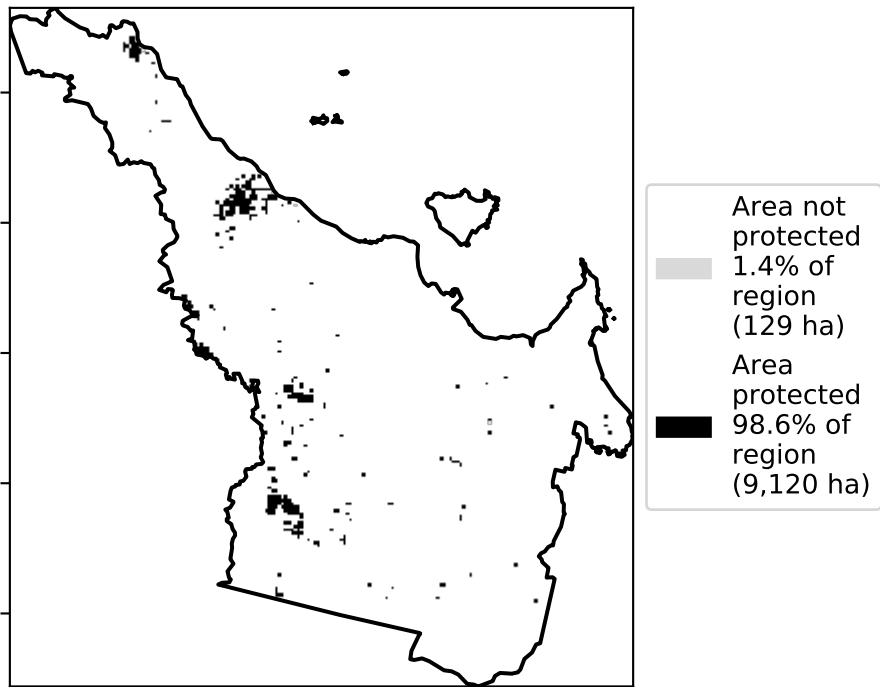 Area not
protected
1.4% of
region
(129 ha)
Area
protected
98.6% of
region
(9,120 ha)